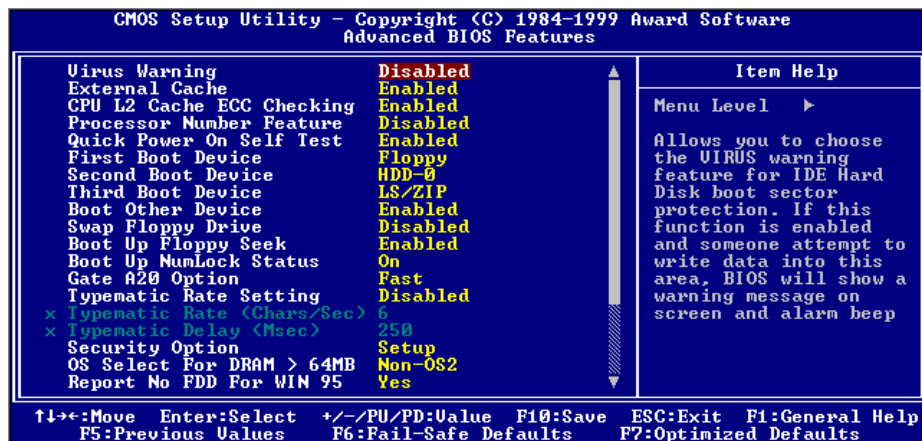 CMOS Setup Utility – Copyright (C) 1984–1999 Award Software
Advanced BIOS Features
Virus Warning Disabled
External Cache Enabled
CPU L2 Cache ECC Checking Enabled
Processor Number Feature Disabled
Quick Power On Self Test Enabled
First Boot Device Floppy
Second Boot Device HDD-0
Third Boot Device LS/ZIP
Boot Other Device Enabled
Swap Floppy Drive Disabled
Boot Up Floppy Seek Enabled
Boot Up NumLock Status On
Gate A20 Option Fast
Typematic Rate Setting Disabled
x Typematic Rate (Chars/Sec) 6
x Typematic Delay (Msec) 250
Security Option Setup
OS Select For DRAM > 64MB Non-OS2
Report No FDD For WIN 95 Yes
Item Help
Menu Level ►
Allows you to choose
the VIRUS warning
feature for IDE Hard
Disk boot sector
protection. If this
function is enabled
and someone attempt to
write data into this
area, BIOS will show a
warning message on
screen and alarm beep
↑↓→←:Move Enter:Select +/-/PU/PD:Value F10:Save ESC:Exit F1:General Help
F5:Previous Values F6:Fail-Safe Defaults F7:Optimized Defaults